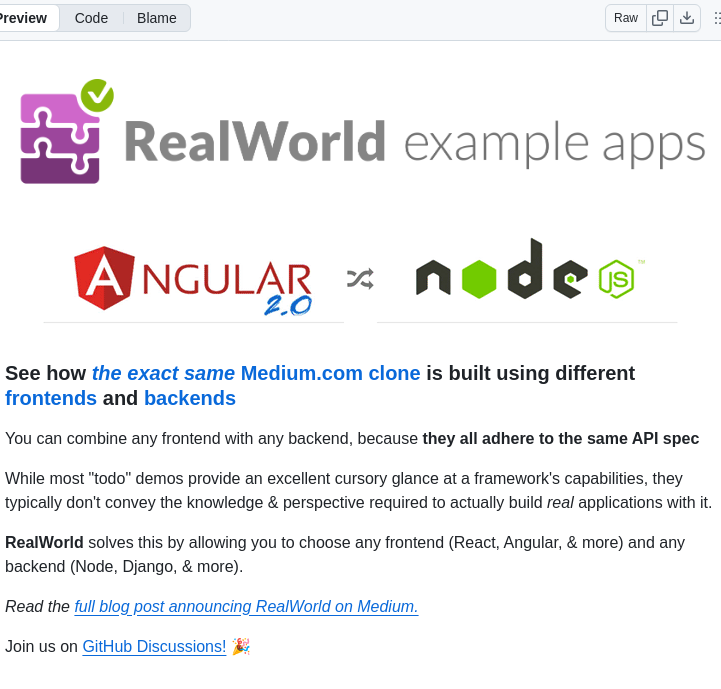 Preview Code Blame Raw
RealWorld example apps
ANGULAR 2.0 node JS ™
See how the exact same Medium.com clone is built using different
frontends and backends
You can combine any frontend with any backend, because they all adhere to the same API spec
While most "todo" demos provide an excellent cursory glance at a framework's capabilities, they
typically don't convey the knowledge & perspective required to actually build real applications with it.
RealWorld solves this by allowing you to choose any frontend (React, Angular, & more) and any
backend (Node, Django, & more).
Read the full blog post announcing RealWorld on Medium.
Join us on GitHub Discussions! 🎉